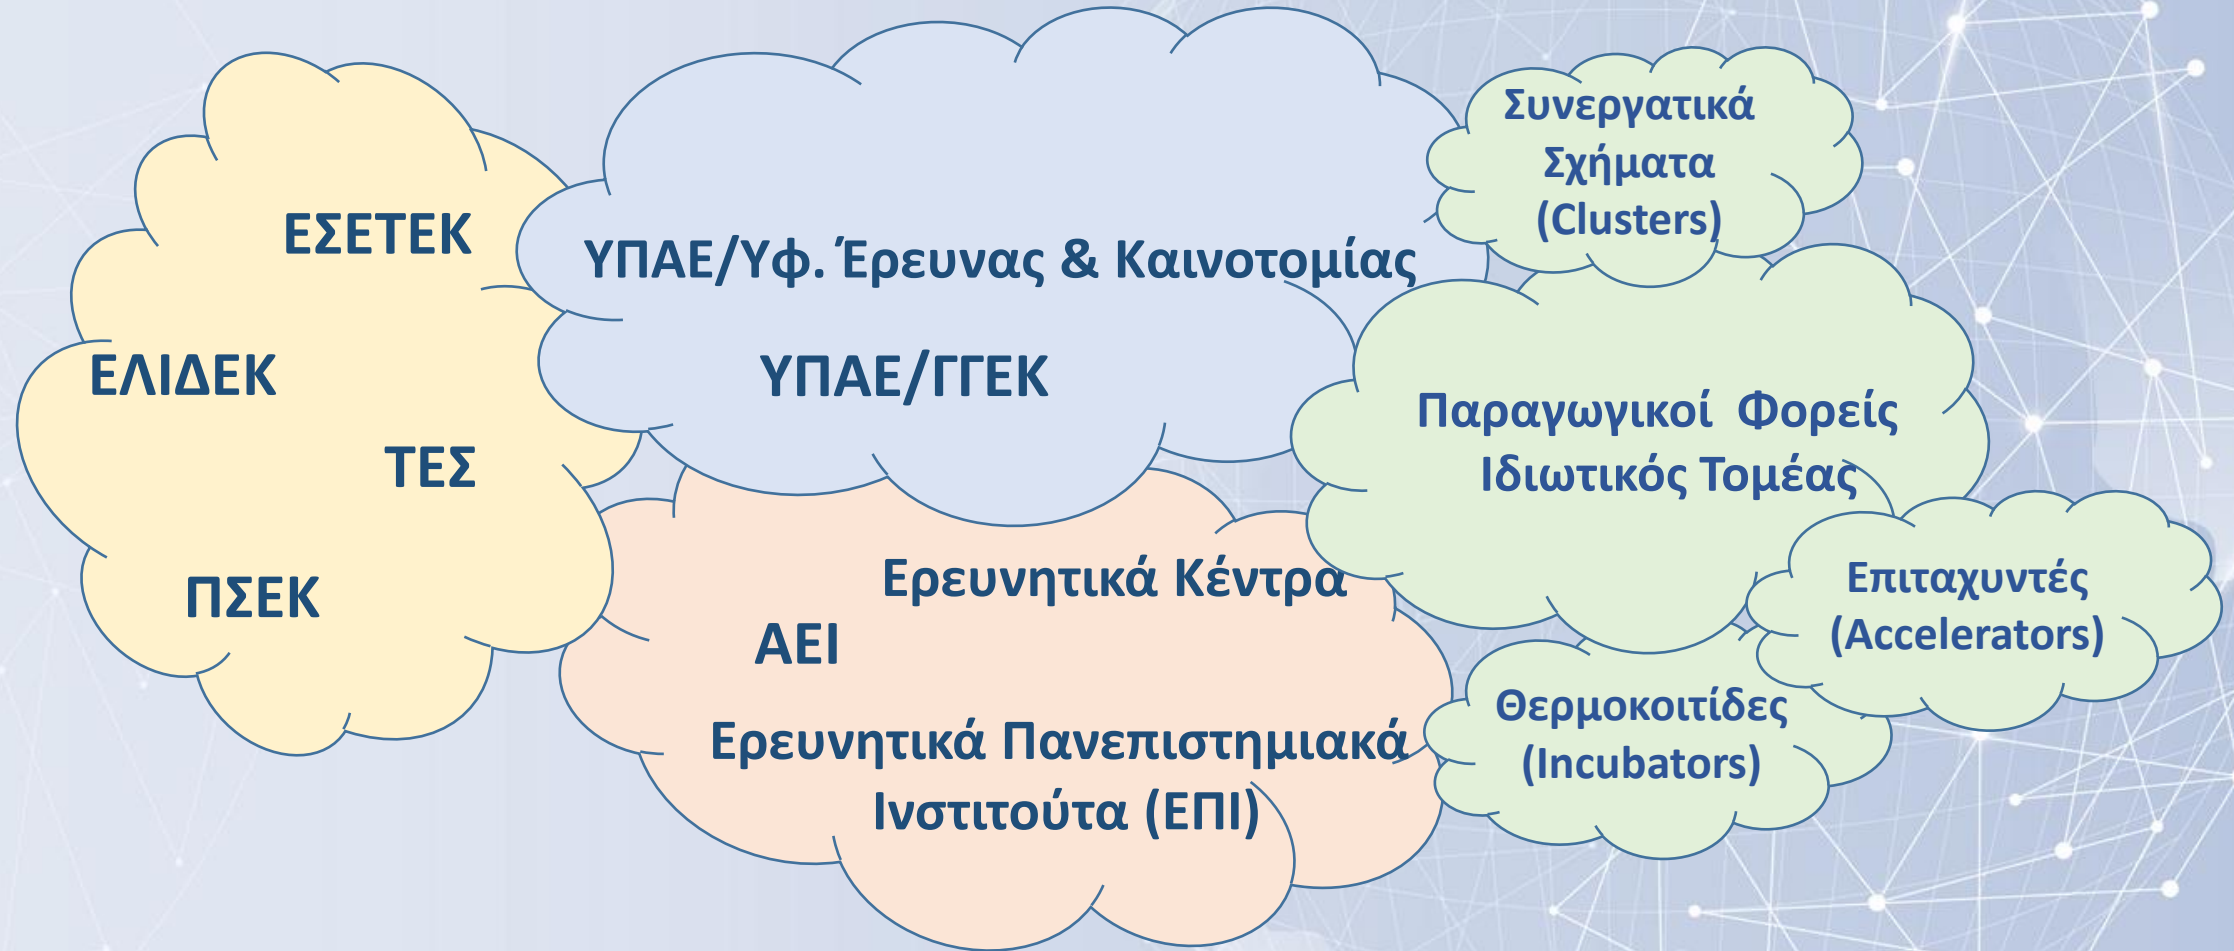 ΕΣΕΤΕΚ
ΕΛΙΔΕΚ
ΤΕΣ
ΠΣΕΚ
ΥΠΑΕ/Υφ. Έρευνας & Καινοτομίας
ΥΠΑΕ/ΓΓΕΚ
Ερευνητικά Κέντρα
ΑΕΙ
Ερευνητικά Πανεπιστημιακά
Ινστιτούτα (ΕΠΙ)
Συνεργατικά
Σχήματα
(Clusters)
Παραγωγικοί Φορείς
Ιδιωτικός Τομέας
Επιταχυντές
(Accelerators)
Θερμοκοιτίδες
(Incubators)